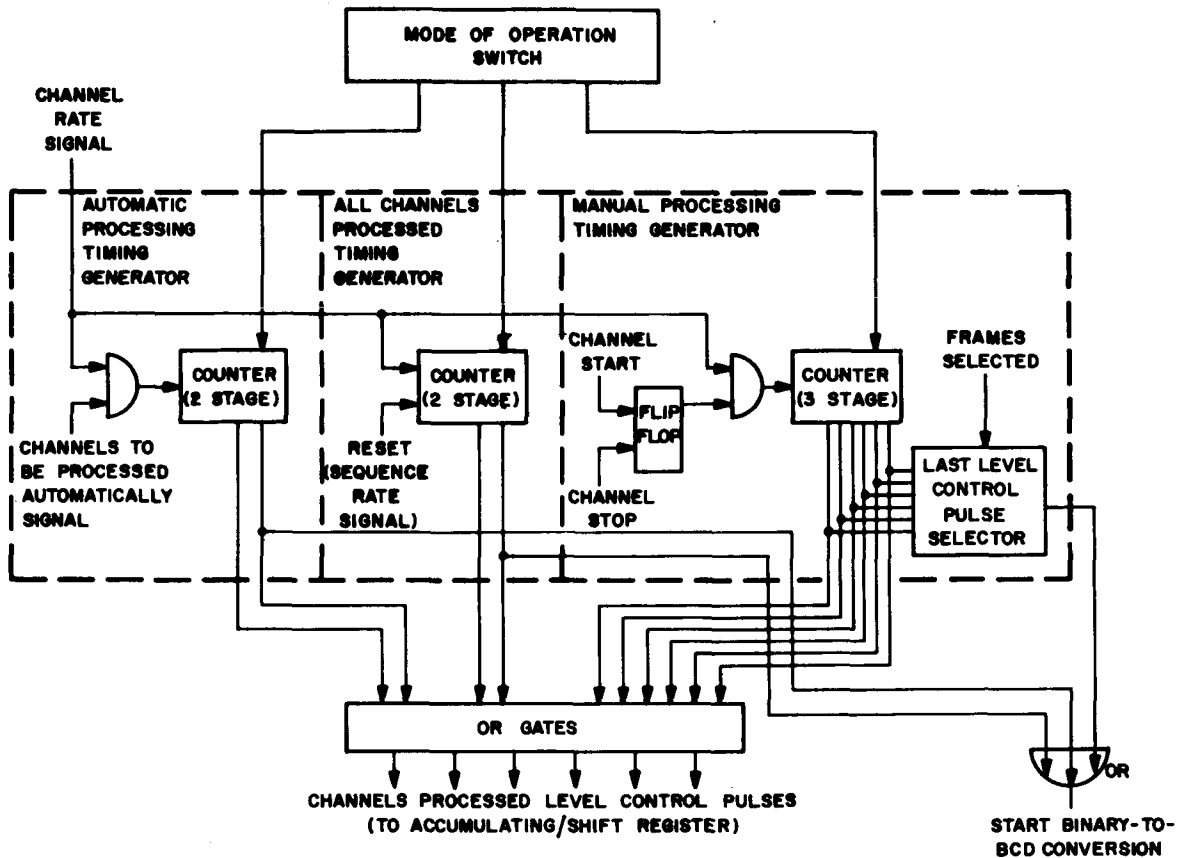 MODE OF OPERATION
SWITCH
CHANNEL
RATE
SIGNAL
AUTOMATIC
PROCESSING
TIMING
GENERATOR
ALL CHANNELS
PROCESSED
TIMING
GENERATOR
MANUAL PROCESSING
TIMING GENERATOR
COUNTER
(2 STAGE)
COUNTER
(2 STAGE)
CHANNEL
START
FLIP
FLOP
CHANNEL
STOP
COUNTER
(3 STAGE)
FRAMES
SELECTED
CHANNELS TO
BE PROCESSED
AUTOMATICALLY
SIGNAL
RESET
(SEQUENCE
RATE
SIGNAL)
LAST LEVEL
CONTROL
PULSE
SELECTOR
OR GATES
OR
CHANNELS PROCESSED LEVEL CONTROL PULSES
(TO ACCUMULATING/SHIFT REGISTER)
START BINARY-TO-
BCD CONVERSION